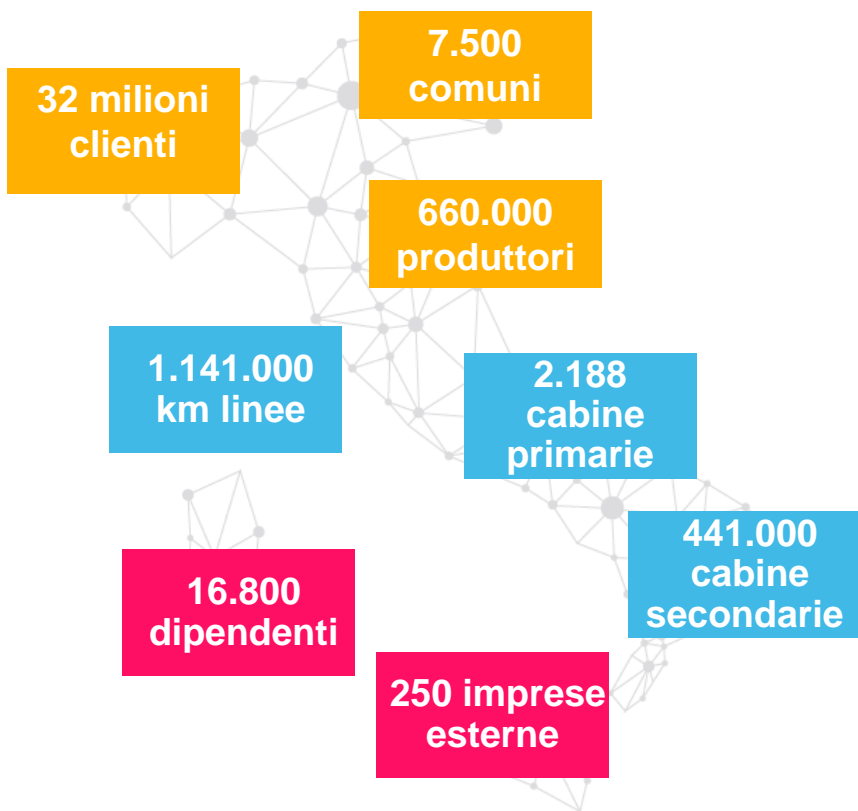 7.500
comuni
32 milioni
clienti
660.000
produttori
1.141.000
km linee
2.188
cabine
primarie
441.000
cabine
secondarie
16.800
dipendenti
250 imprese
esterne